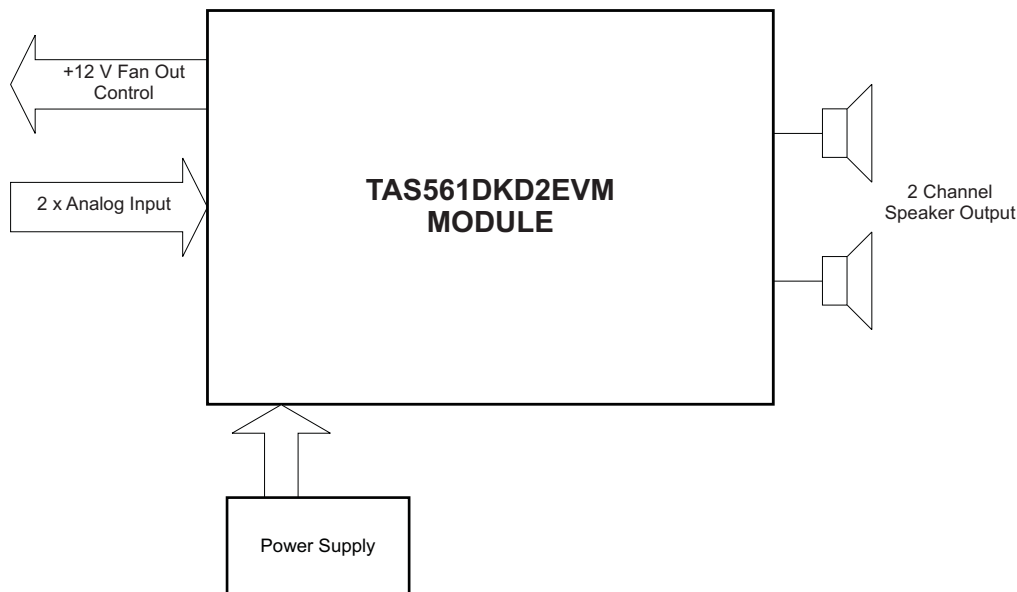 +12 V Fan Out
Control
2 x Analog Input
TAS561DKD2EVM
MODULE
2 Channel
Speaker Output
Power Supply